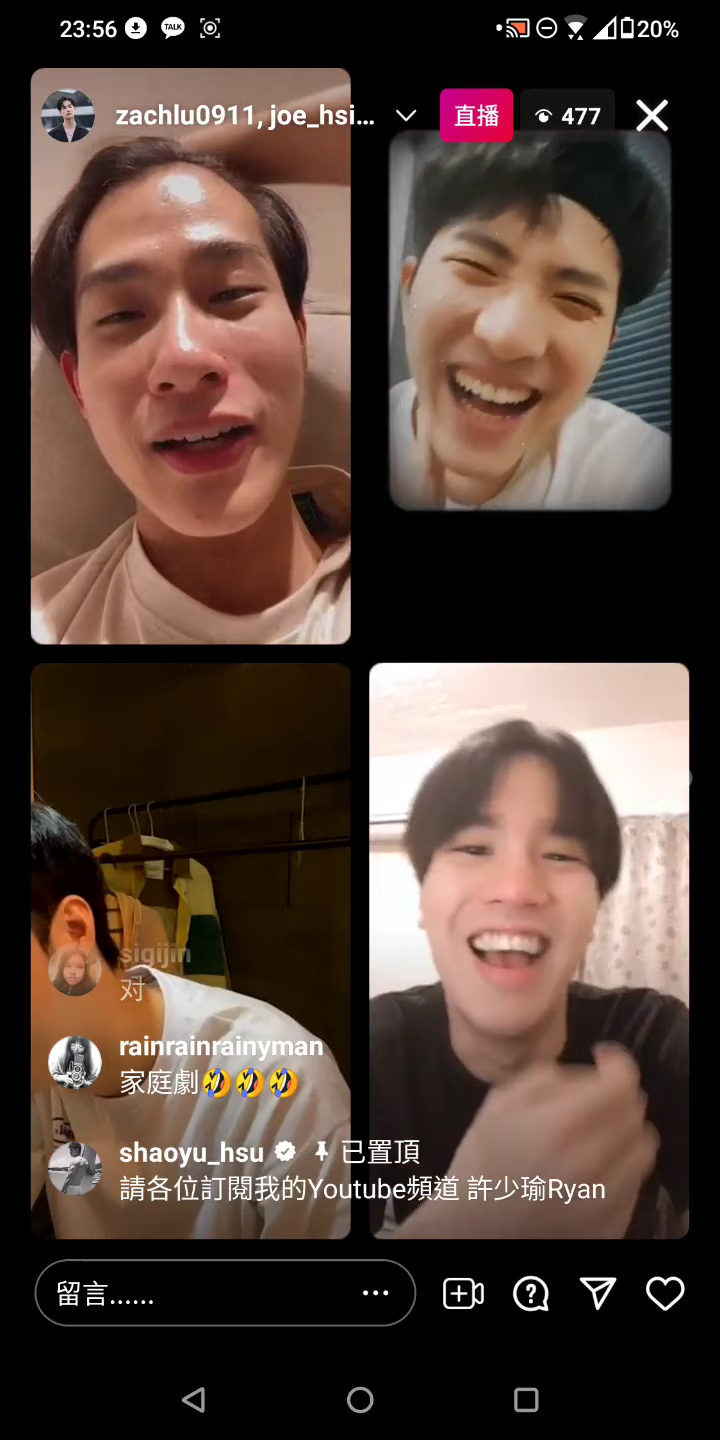 23:56
TALK
20%
zachlu0911, joe_hsi...
直播
477
sigijin
对
rainrainrainyman
家庭劇🤣🤣🤣
shaoyu_hsu 已置頂
請各位訂閱我的Youtube頻道 許少瑜Ryan
留言......